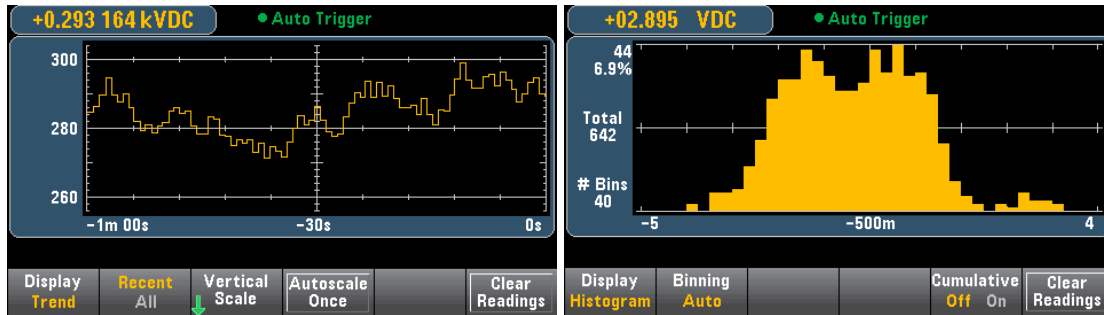 +0.293 164 kVDC
Auto Trigger
300
280
260
-1m 00s
-30s
0s
Display
Trend
Recent
All
Vertical
Scale
Autoscale
Once
Clear
Readings
+02.895 VDC
Auto Trigger
44
6.9%
Total
642
# Bins
40
-5
-500m
4
Display
Histogram
Binning
Auto
Cumulative
Off On
Clear
Readings